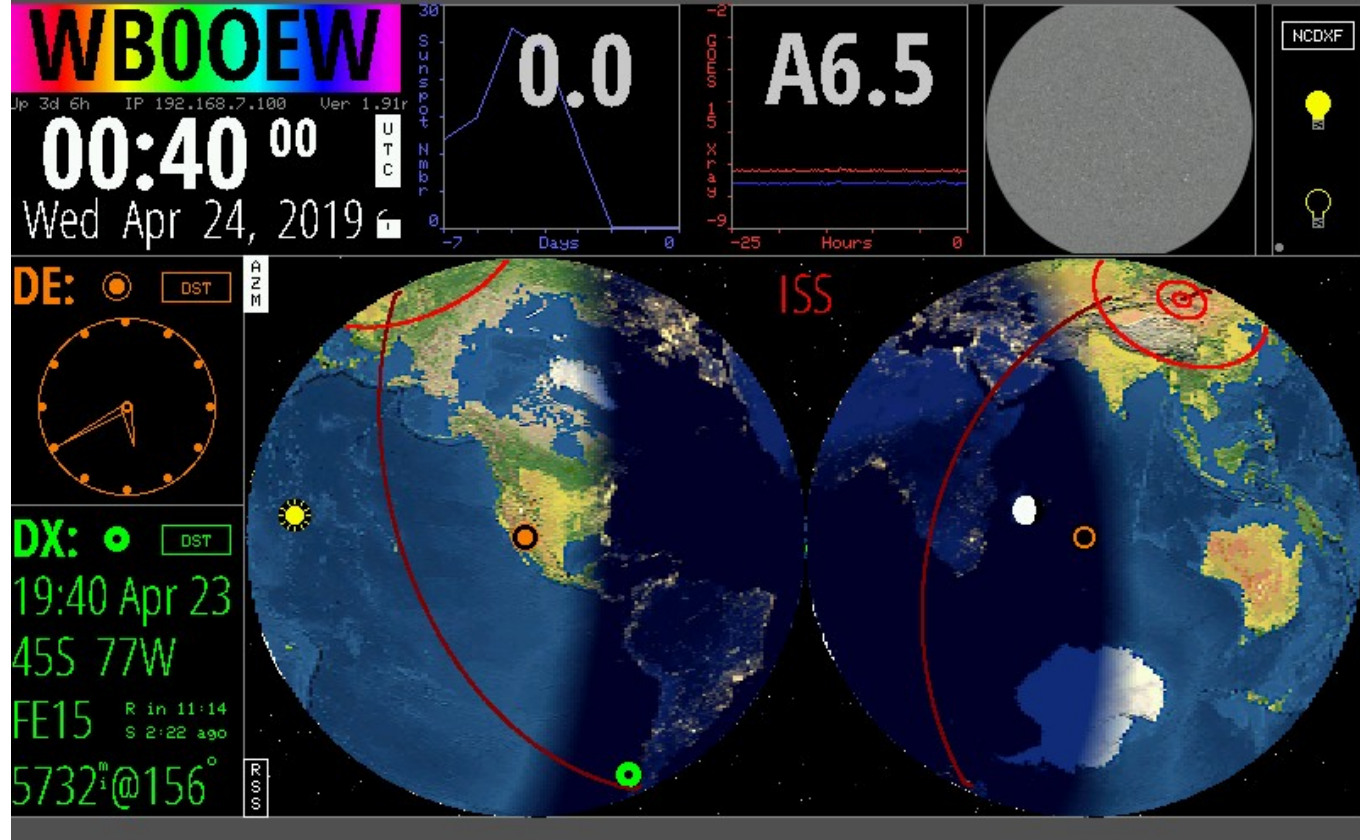 WB0OEW
Up 3d 6h IP 192.168.7.100 Ver 1.91r
00:40 00
UTC
Wed Apr 24, 2019
30
Sunspot Nmbr
0.0
0
-7 Days 0
-2
GOES 15 Xray
A6.5
-9
-25 Hours 0
NCDXF
DE: DST
AZM
ISS
DX: DST
19:40 Apr 23
45S 77W
FE15 R in 11:14
S 2:22 ago
5732mi@156°
RSS